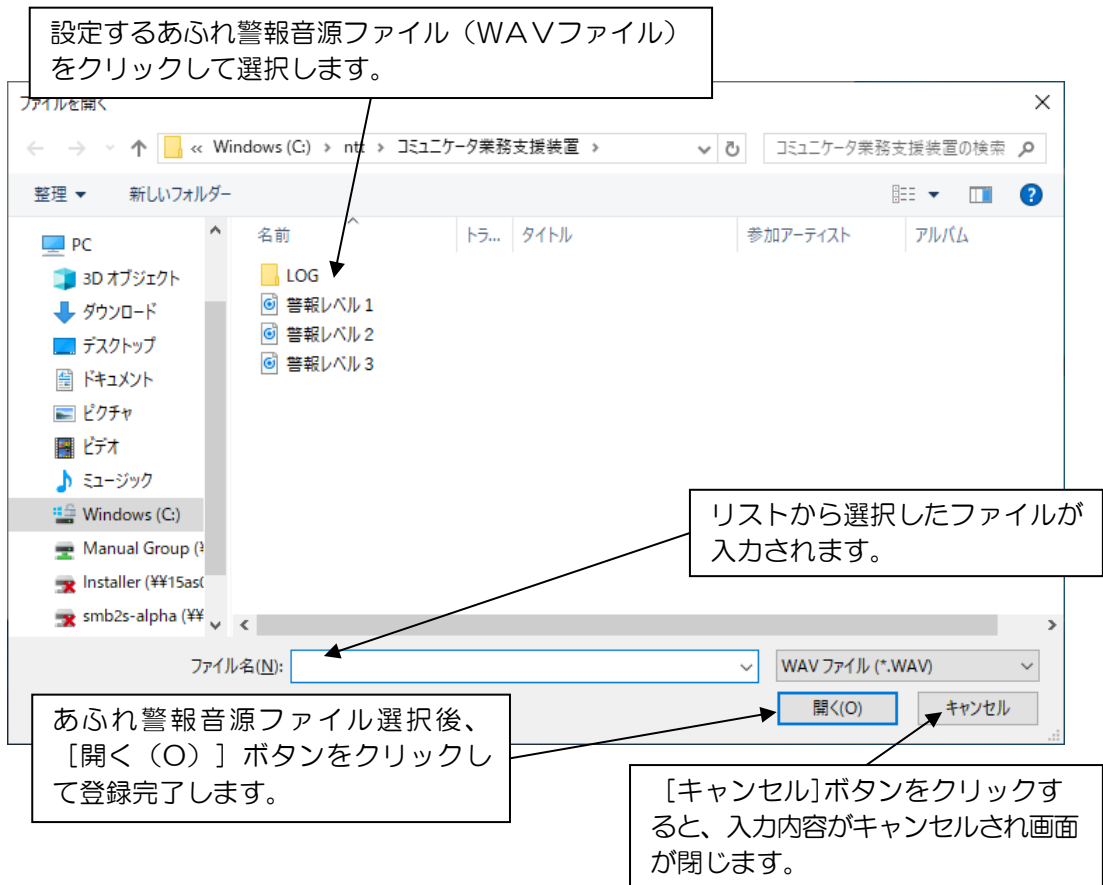 設定するあふれ警報音源ファイル（ＷＡＶファイル）
をクリックして選択します。
ファイルを開く
« Windows (C:) › ntt › コミュニケータ業務支援装置 ›
コミュニケータ業務支援装置の検索
整理
新しいフォルダー
PC
3D オブジェクト
ダウンロード
デスクトップ
ドキュメント
ピクチャ
ビデオ
ミュージック
Windows (C:)
Manual Group (¥
Installer (¥¥15as(
smb2s-alpha (¥¥
名前 トラ... タイトル 参加アーティスト アルバム
LOG
警報レベル 1
警報レベル 2
警報レベル 3
リストから選択したファイルが
入力されます。
ファイル名(N):
WAV ファイル (*.WAV)
開く(O)
キャンセル
あふれ警報音源ファイル選択後、
［開く（Ｏ）］ボタンをクリックし
て登録完了します。
［キャンセル］ボタンをクリックす
ると、入力内容がキャンセルされ画面
が閉じます。